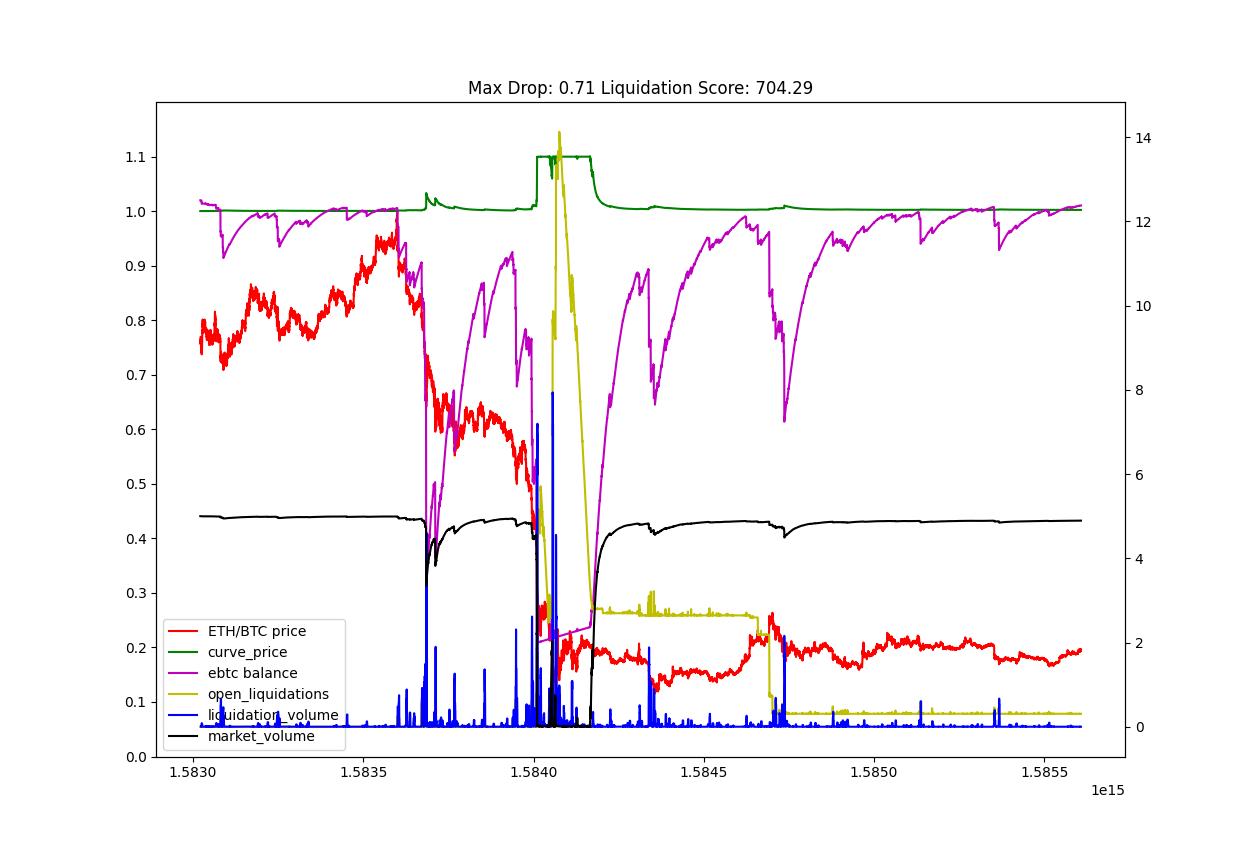 Max Drop: 0.71 Liquidation Score: 704.29
1.1
1.0
0.9
0.8
0.7
0.6
0.5
0.4
0.3
0.2
0.1
0.0
14
12
10
8
6
4
2
0
ETH/BTC price
curve_price
ebtc balance
open_liquidations
liquidation_volume
market_volume
1.5830 1.5835 1.5840 1.5845 1.5850 1.5855
1e15